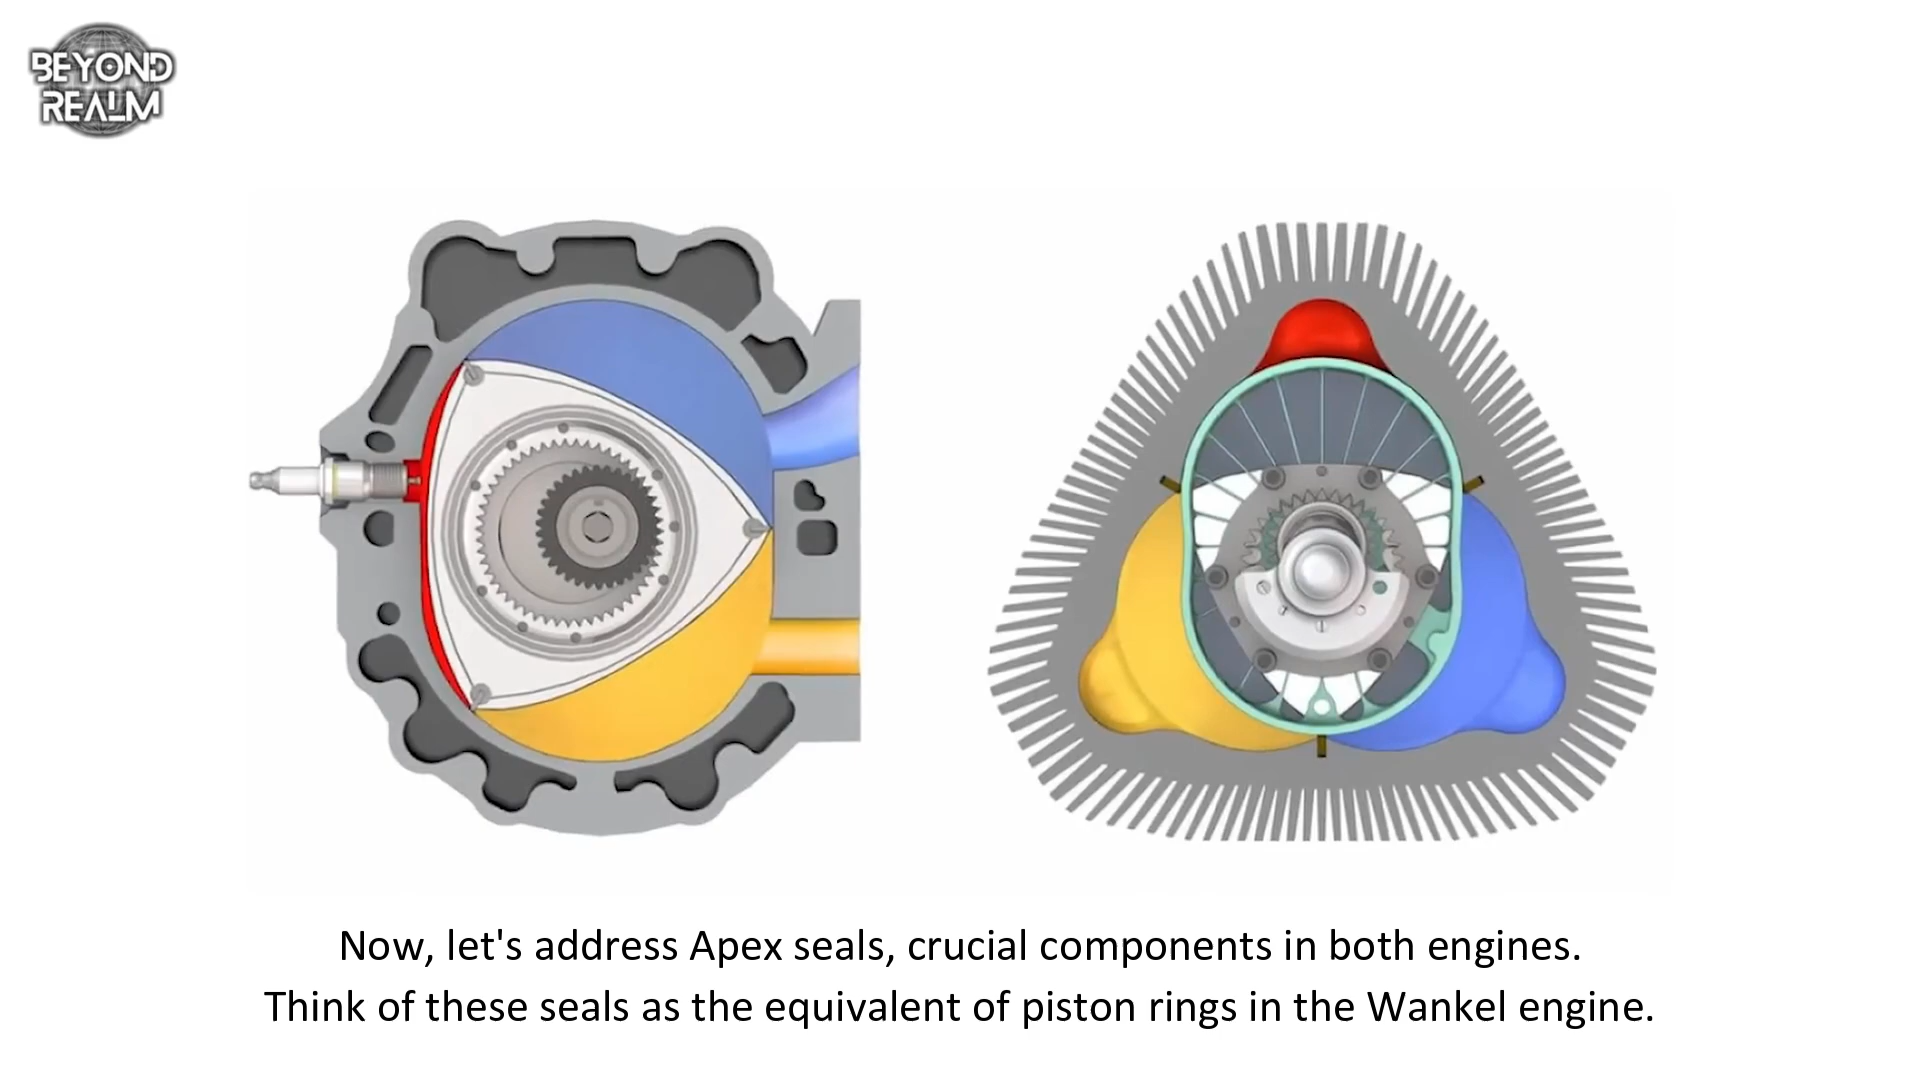 BEYOND
REALM
Now, let's address Apex seals, crucial components in both engines.
Think of these seals as the equivalent of piston rings in the Wankel engine.